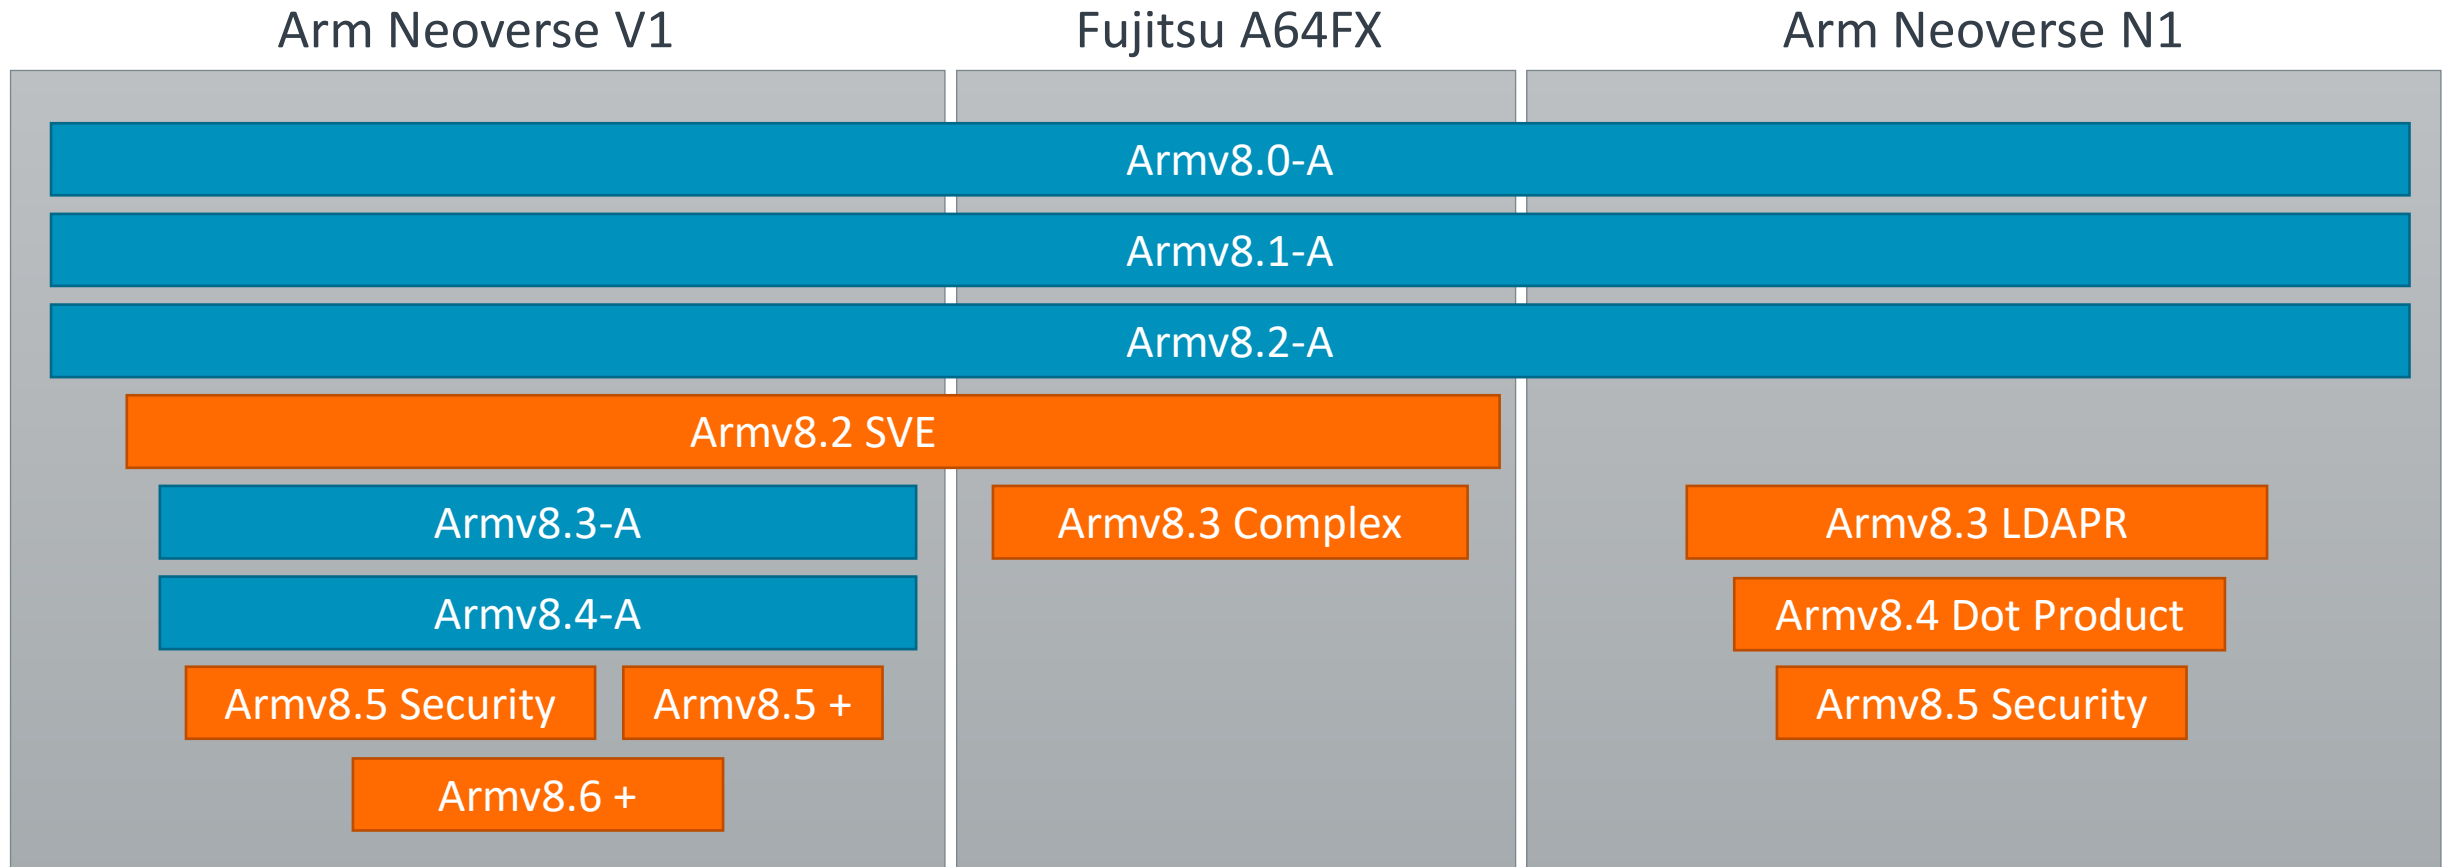 Arm Neoverse V1
Fujitsu A64FX
Arm Neoverse N1
Armv8.0-A
Armv8.1-A
Armv8.2-A
Armv8.2 SVE
Armv8.3-A
Armv8.3 Complex
Armv8.3 LDAPR
Armv8.4-A
Armv8.4 Dot Product
Armv8.5 Security
Armv8.5 +
Armv8.5 Security
Armv8.6 +